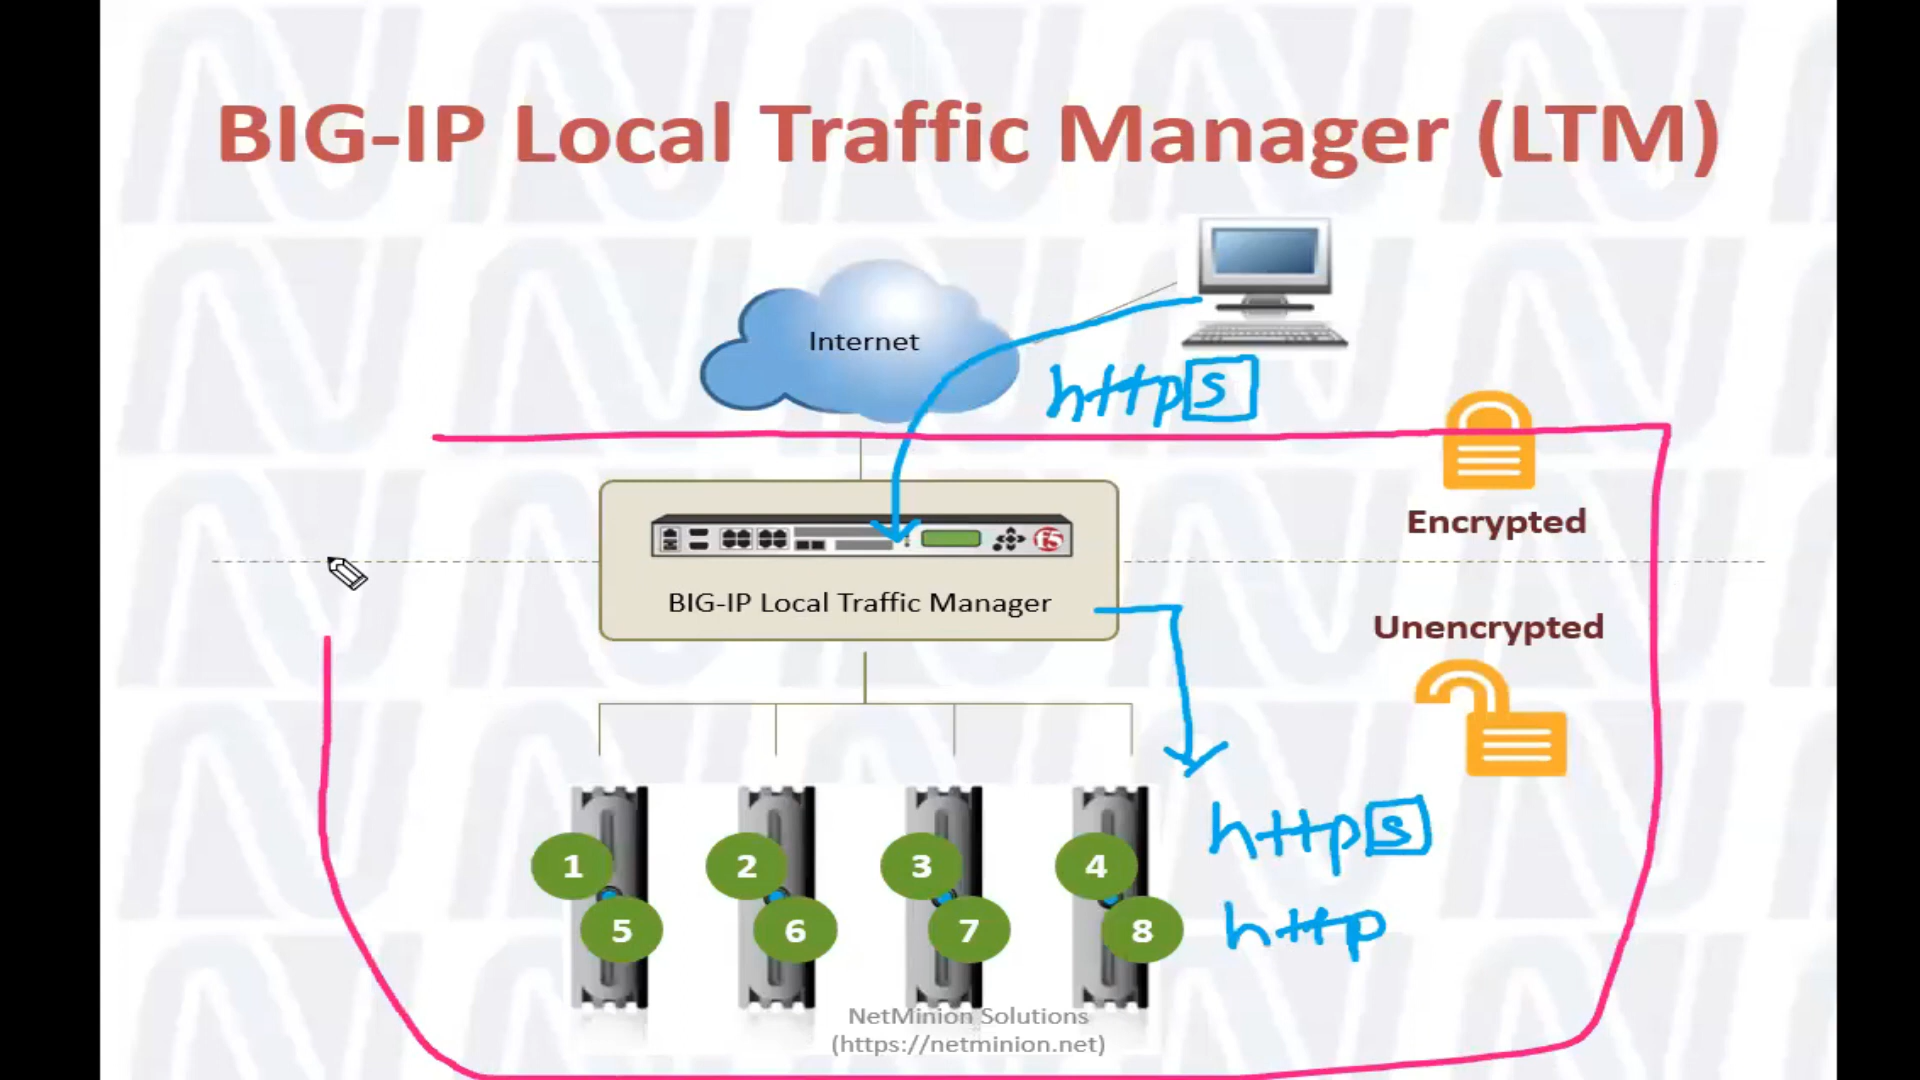 BIG-IP Local Traffic Manager (LTM)
Internet
https
Encrypted
f5
BIG-IP Local Traffic Manager
Unencrypted
https
1 2 3 4
5 6 7 8
http
NetMinion Solutions
(https://netminion.net)